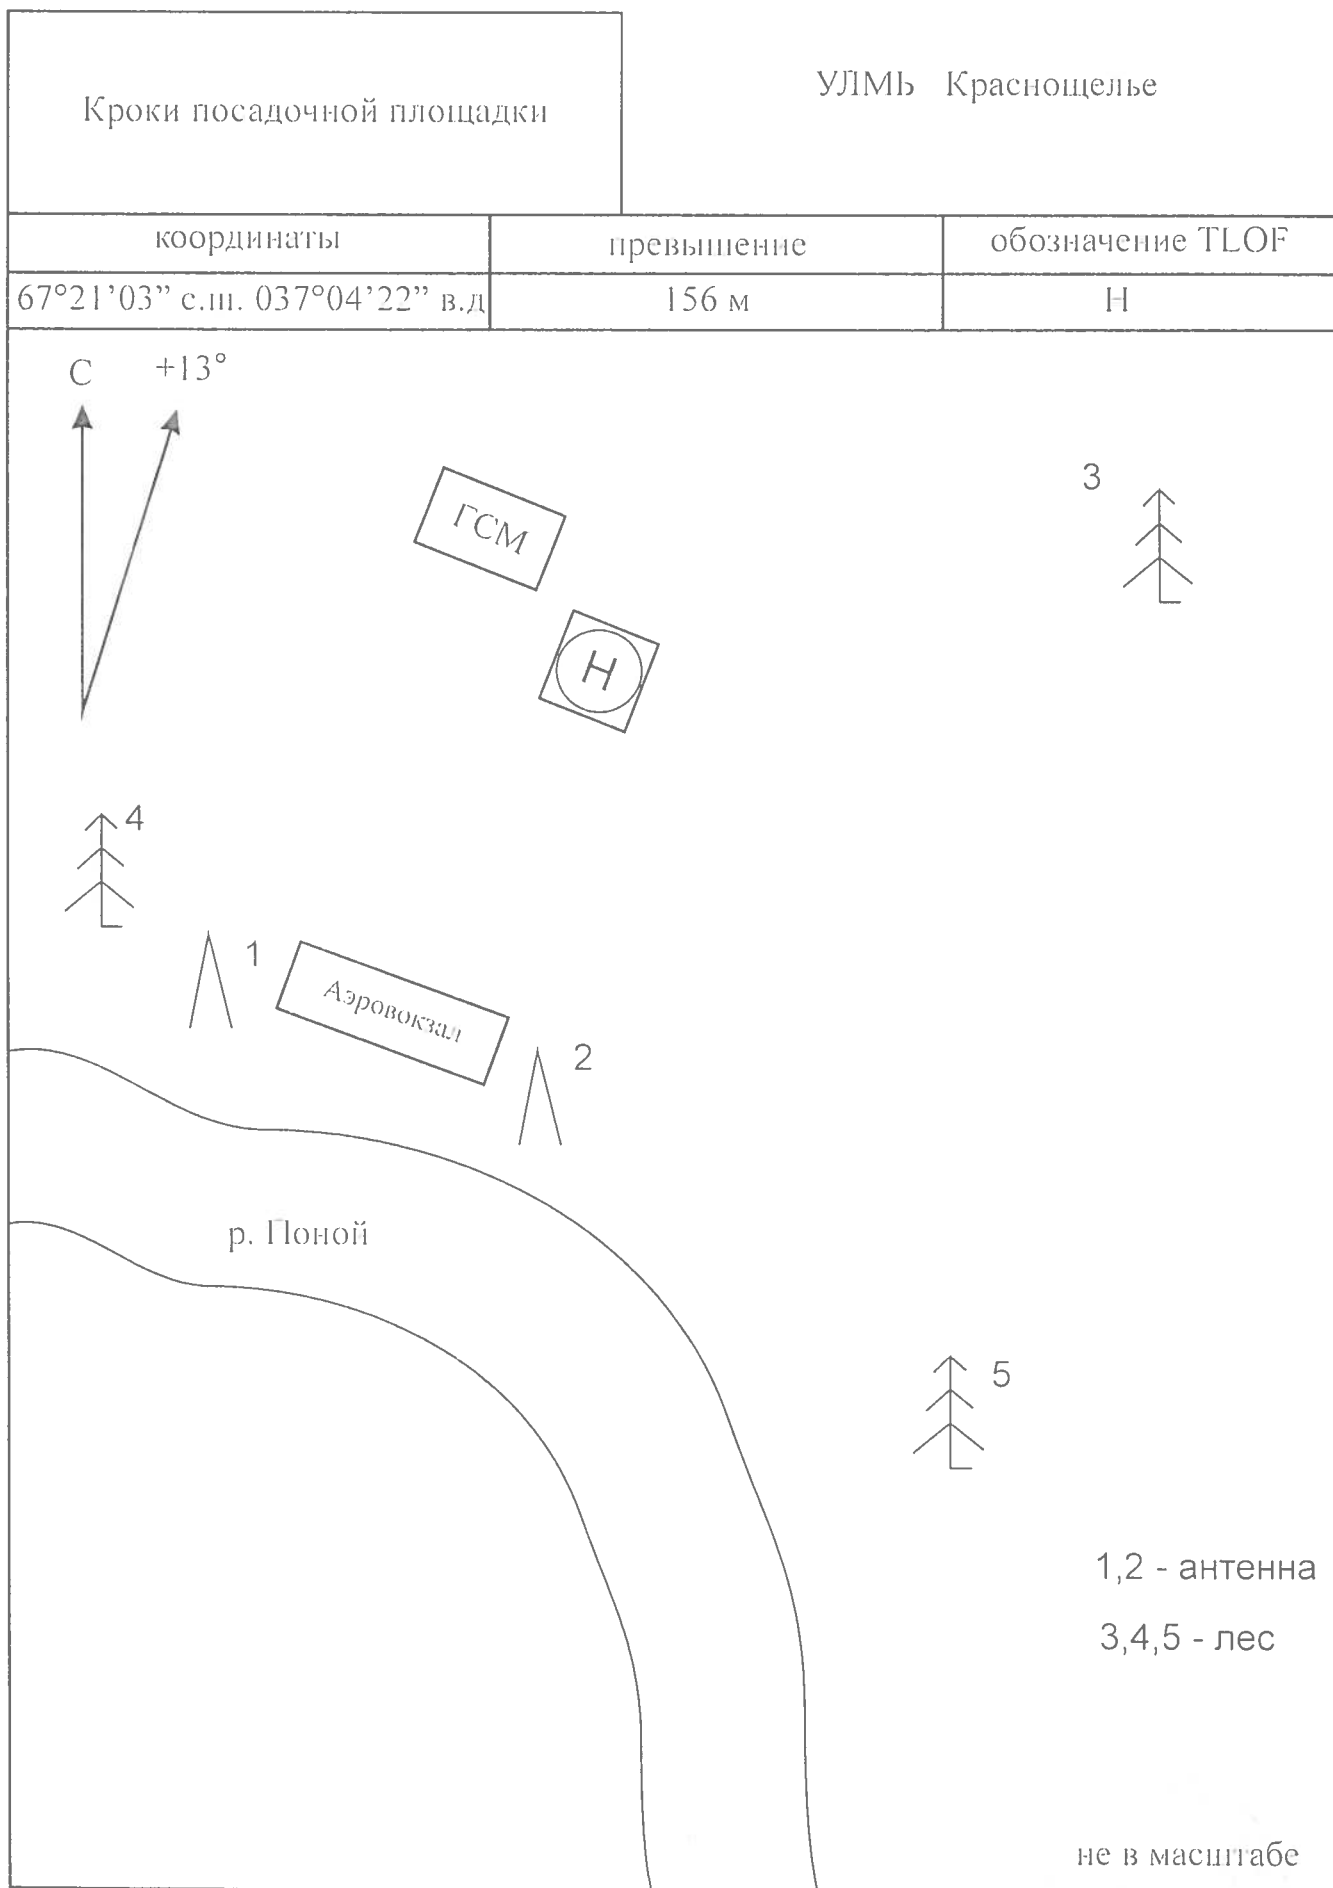 Кроки посадочной площадки
УЛМЬ Краснощелье
координаты превышение обозначение TLOF
67°21’03” с.ш. 037°04’22” в.д 156 м Н
С +13°
3
ГСМ
Н
4
1
Аэровокзал
2
р. Поной
5
1,2 - антенна
3,4,5 - лес
не в масштабе